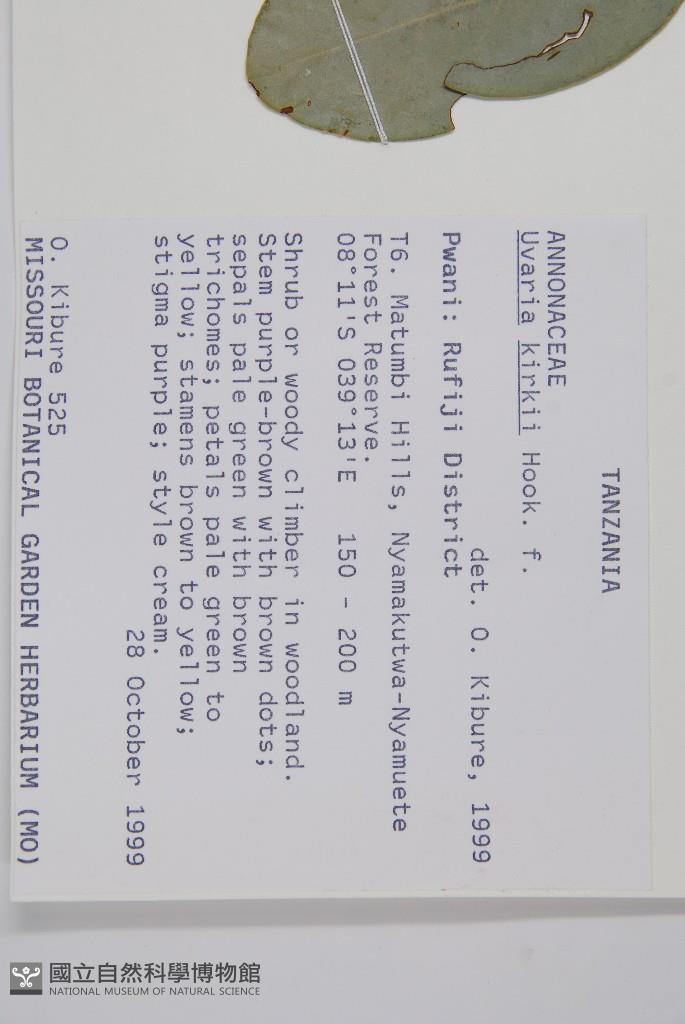 TANZANIA
ANNONACEAE
Uvaria kirkii Hook. f.
det. O. Kibure, 1999
Pwani: Rufiji District
T6. Matumbi Hills, Nyamakutwa-Nyamuete
Forest Reserve.
08°11'S 039°13'E 150 - 200 m
Shrub or woody climber in woodland.
Stem purple-brown with brown dots;
sepals pale green with brown
trichomes; petals pale green to
yellow; stamens brown to yellow;
stigma purple; style cream.
28 October 1999
O. Kibure 525
MISSOURI BOTANICAL GARDEN HERBARIUM (MO)
國立自然科學博物館
NATIONAL MUSEUM OF NATURAL SCIENCE